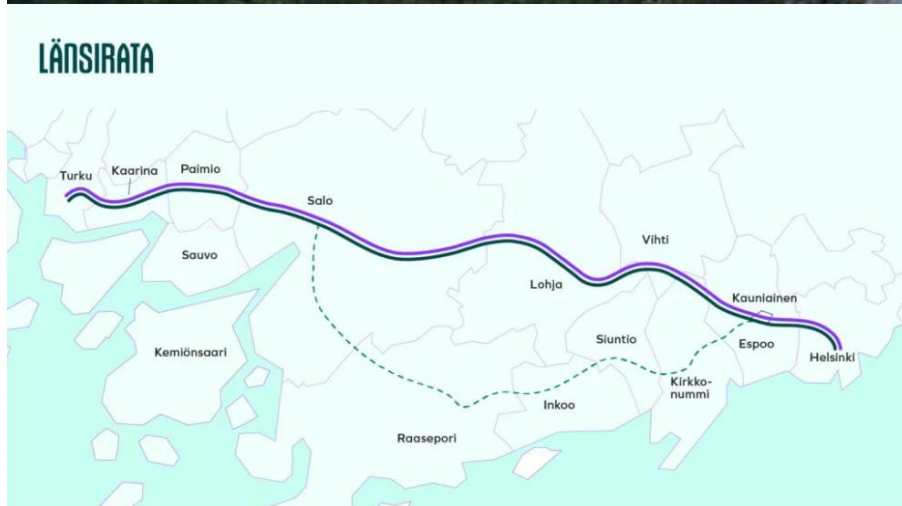 LÄNSIRATA
Turku
Kaarina
Paimio
Salo
Sauvo
Vihti
Lohja
Kauniainen
Siuntio
Espoo
Helsinki
Kemiönsaari
Kirkko-
nummi
Inkoo
Raasepori